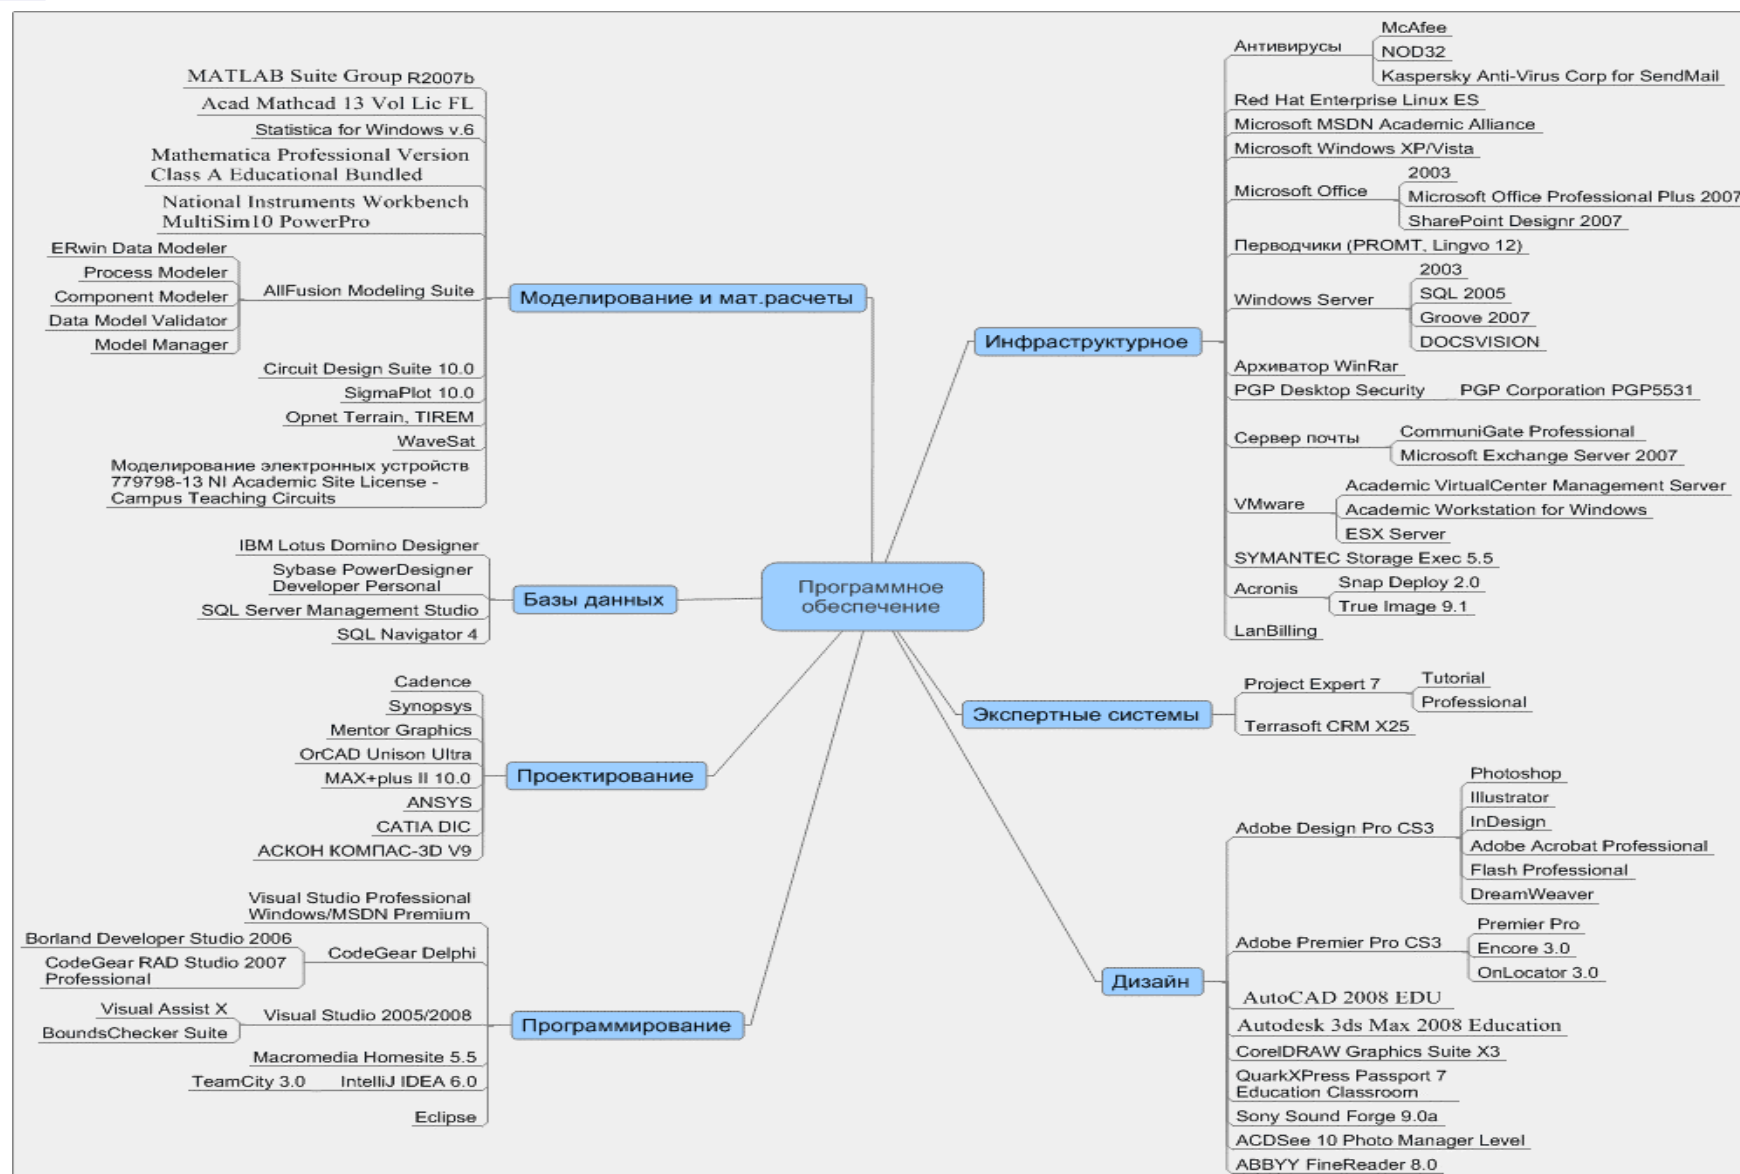 Программное
обеспечение
Моделирование и мат.расчеты
MATLAB Suite Group R2007b
Acad Mathcad 13 Vol Lic FL
Statistica for Windows v.6
Mathematica Professional Version
Class A Educational Bundled
National Instruments Workbench
MultiSim10 PowerPro
AllFusion Modeling Suite
ERwin Data Modeler
Process Modeler
Component Modeler
Data Model Validator
Model Manager
Circuit Design Suite 10.0
SigmaPlot 10.0
Opnet Terrain, TIREM
WaveSat
Моделирование электронных устройств
779798-13 NI Academic Site License -
Campus Teaching Circuits
Базы данных
IBM Lotus Domino Designer
Sybase PowerDesigner
Developer Personal
SQL Server Management Studio
SQL Navigator 4
Проектирование
Cadence
Synopsys
Mentor Graphics
OrCAD Unison Ultra
MAX+plus II 10.0
ANSYS
CATIA DIC
АСКОН КОМПАС-3D V9
Программирование
Visual Studio Professional
Windows/MSDN Premium
CodeGear Delphi
Borland Developer Studio 2006
CodeGear RAD Studio 2007
Professional
Visual Studio 2005/2008
Visual Assist X
BoundsChecker Suite
Macromedia Homesite 5.5
IntelliJ IDEA 6.0
TeamCity 3.0
Eclipse
Инфраструктурное
Антивирусы
McAfee
NOD32
Kaspersky Anti-Virus Corp for SendMail
Red Hat Enterprise Linux ES
Microsoft MSDN Academic Alliance
Microsoft Windows XP/Vista
Microsoft Office
2003
Microsoft Office Professional Plus 2007
SharePoint Designr 2007
Перводчики (PROMT, Lingvo 12)
Windows Server
2003
SQL 2005
Groove 2007
DOCSVISION
Архиватор WinRar
PGP Desktop Security
PGP Corporation PGP5531
Сервер почты
CommuniGate Professional
Microsoft Exchange Server 2007
VMware
Academic VirtualCenter Management Server
Academic Workstation for Windows
ESX Server
SYMANTEC Storage Exec 5.5
Acronis
Snap Deploy 2.0
True Image 9.1
LanBilling
Экспертные системы
Project Expert 7
Tutorial
Professional
Terrasoft CRM X25
Дизайн
Adobe Design Pro CS3
Photoshop
Illustrator
InDesign
Adobe Acrobat Professional
Flash Professional
DreamWeaver
Adobe Premier Pro CS3
Premier Pro
Encore 3.0
OnLocator 3.0
AutoCAD 2008 EDU
Autodesk 3ds Max 2008 Education
CorelDRAW Graphics Suite X3
QuarkXPress Passport 7
Education Classroom
Sony Sound Forge 9.0a
ACDSee 10 Photo Manager Level
ABBYY FineReader 8.0